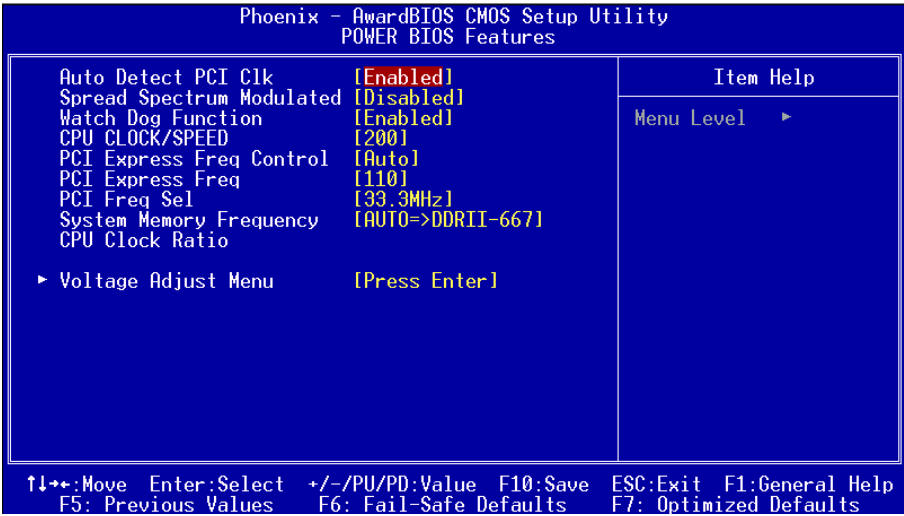 Phoenix - AwardBIOS CMOS Setup Utility
POWER BIOS Features
Auto Detect PCI Clk [Enabled]
Spread Spectrum Modulated [Disabled]
Watch Dog Function [Enabled]
CPU CLOCK/SPEED [200]
PCI Express Freq Control [Auto]
PCI Express Freq [110]
PCI Freq Sel [33.3MHz]
System Memory Frequency [AUTO=>DDRII-667]
CPU Clock Ratio
► Voltage Adjust Menu [Press Enter]
Item Help
Menu Level ►
↑↓→←:Move Enter:Select +/-/PU/PD:Value F10:Save ESC:Exit F1:General Help
F5: Previous Values F6: Fail-Safe Defaults F7: Optimized Defaults